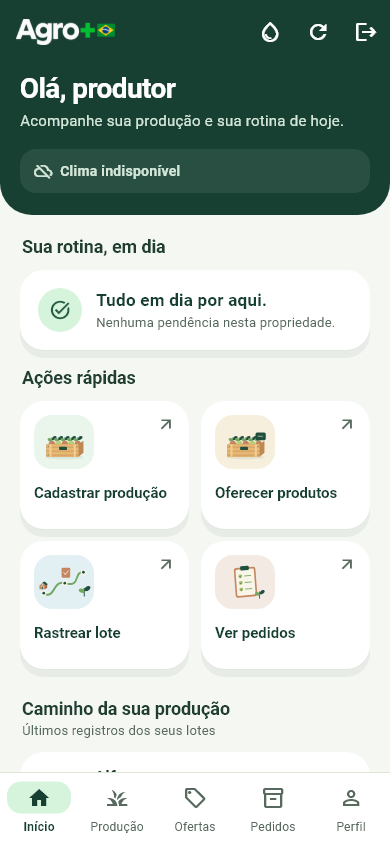 Agro+
Olá, produtor
Acompanhe sua produção e sua rotina de hoje.
Clima indisponível
Sua rotina, em dia
Tudo em dia por aqui.
Nenhuma pendência nesta propriedade.
Ações rápidas
Cadastrar produção
Oferecer produtos
Rastrear lote
Ver pedidos
Caminho da sua produção
Últimos registros dos seus lotes
Início
Produção
Ofertas
Pedidos
Perfil